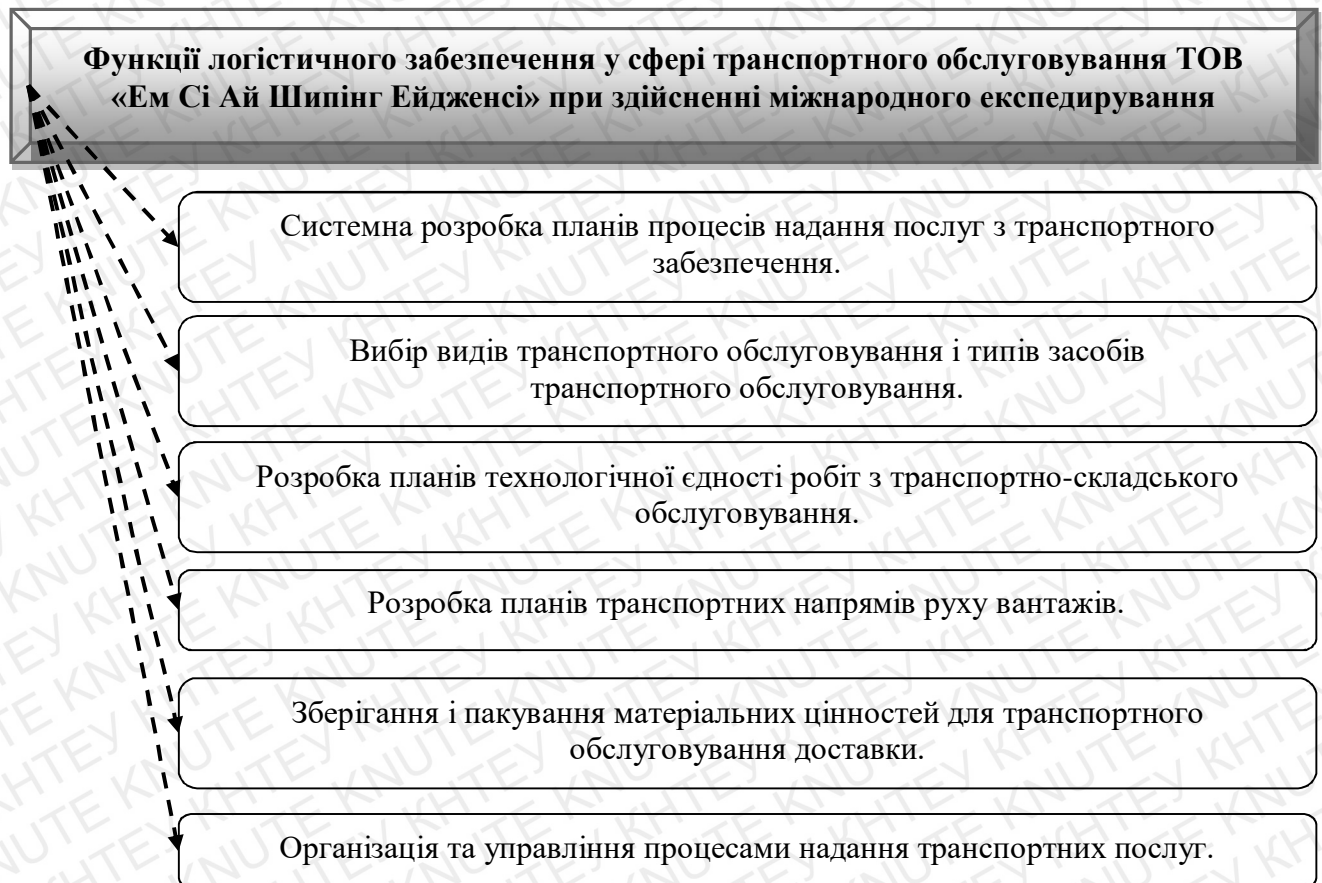 Функції логістичного забезпечення у сфері транспортного обслуговування ТОВ
«Ем Сі Ай Шипінг Ейдженсі» при здійсненні міжнародного експедирування
Системна розробка планів процесів надання послуг з транспортного
забезпечення.
Вибір видів транспортного обслуговування і типів засобів
транспортного обслуговування.
Розробка планів технологічної єдності робіт з транспортно-складського
обслуговування.
Розробка планів транспортних напрямів руху вантажів.
Зберігання і пакування матеріальних цінностей для транспортного
обслуговування доставки.
Організація та управління процесами надання транспортних послуг.